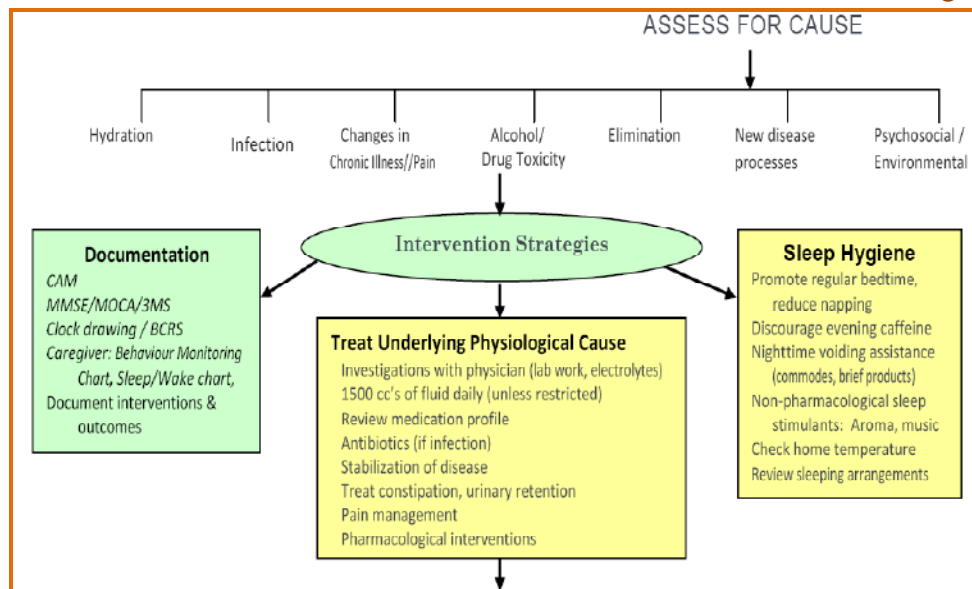 ASSESS FOR CAUSE
Hydration
Infection
Changes in
Chronic Illness//Pain
Alcohol/
Drug Toxicity
Elimination
New disease
processes
Psychosocial /
Environmental
Intervention Strategies
Documentation
CAM
MMSE/MOCA/3MS
Clock drawing / BCRS
Caregiver: Behaviour Monitoring
Chart, Sleep/Wake chart,
Document interventions &
outcomes
Treat Underlying Physiological Cause
Investigations with physician (lab work, electrolytes)
1500 cc's of fluid daily (unless restricted)
Review medication profile
Antibiotics (if infection)
Stabilization of disease
Treat constipation, urinary retention
Pain management
Pharmacological interventions
Sleep Hygiene
Promote regular bedtime,
reduce napping
Discourage evening caffeine
Nighttime voiding assistance
(commodes, brief products)
Non-pharmacological sleep
stimulants: Aroma, music
Check home temperature
Review sleeping arrangements